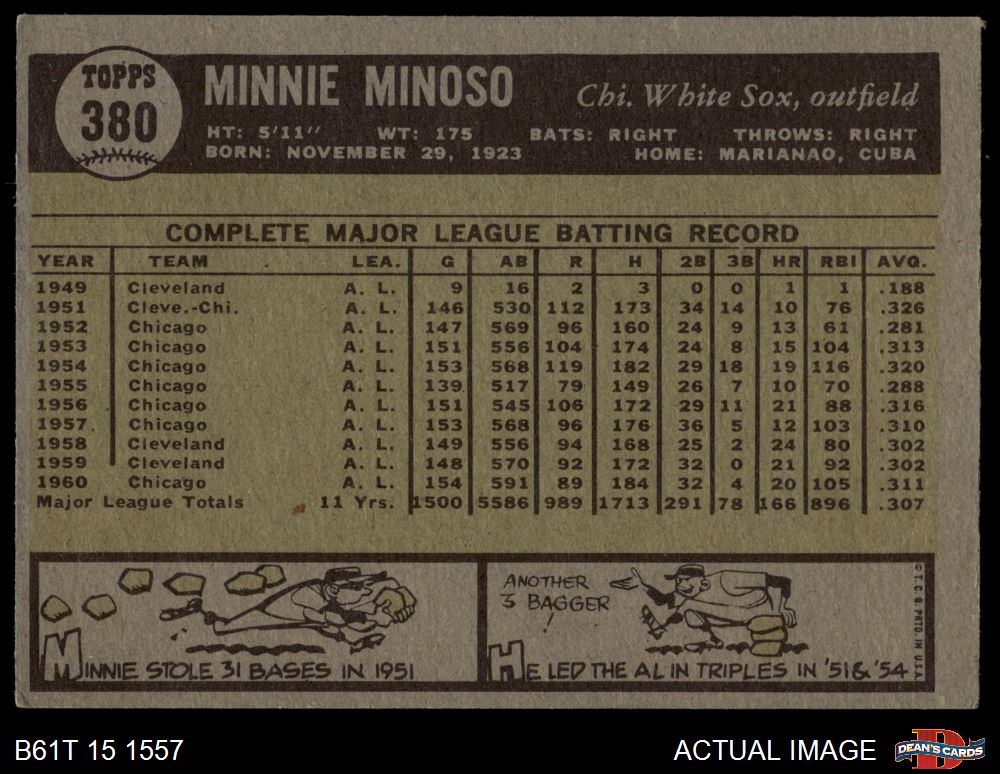 TOPPS
380
MINNIE MINOSO
Chi. White Sox, outfield
HT: 5'11" WT: 175 BATS: RIGHT THROWS: RIGHT
BORN: NOVEMBER 29, 1923 HOME: MARIANAO, CUBA
COMPLETE MAJOR LEAGUE BATTING RECORD
YEAR TEAM LEA. G AB R H 2B 3B HR RBI AVG.
1949 Cleveland A. L. 9 16 2 3 0 0 1 1 .188
1951 Cleve.-Chi. A. L. 146 530 112 173 34 14 10 76 .326
1952 Chicago A. L. 147 569 96 160 24 9 13 61 .281
1953 Chicago A. L. 151 556 104 174 24 8 15 104 .313
1954 Chicago A. L. 153 568 119 182 29 18 19 116 .320
1955 Chicago A. L. 139 517 79 149 26 7 10 70 .288
1956 Chicago A. L. 151 545 106 172 29 11 21 88 .316
1957 Chicago A. L. 153 568 96 176 36 5 12 103 .310
1958 Cleveland A. L. 149 556 94 168 25 2 24 80 .302
1959 Cleveland A. L. 148 570 92 172 32 0 21 92 .302
1960 Chicago A. L. 154 591 89 184 32 4 20 105 .311
Major League Totals 11 Yrs. 1500 5586 989 1713 291 78 166 896 .307
MINNIE STOLE 31 BASES IN 1951
ANOTHER
3 BAGGER
!
HE LED THE AL IN TRIPLES IN '51 & '54
© T.C.G. PRTD. IN U.S.A.
B61T 15 1557
ACTUAL IMAGE
D
DEAN'S CARDS